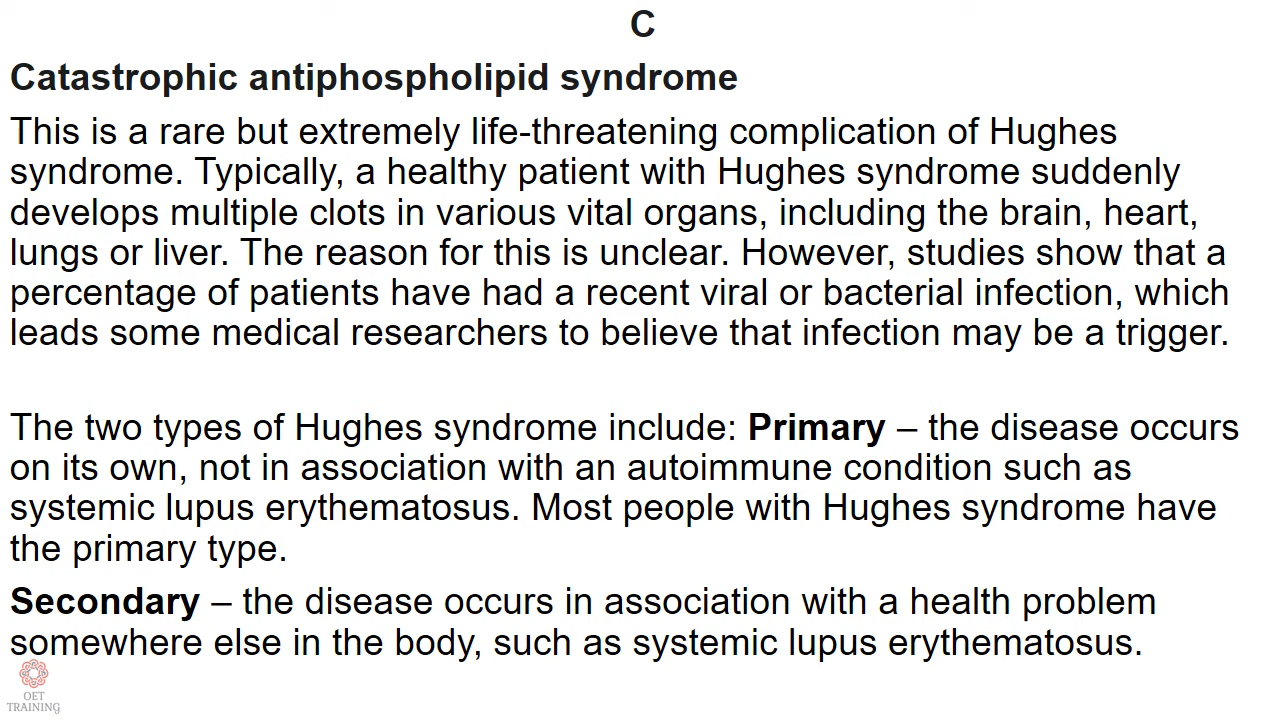 C
Catastrophic antiphospholipid syndrome
This is a rare but extremely life-threatening complication of Hughes
syndrome. Typically, a healthy patient with Hughes syndrome suddenly
develops multiple clots in various vital organs, including the brain, heart,
lungs or liver. The reason for this is unclear. However, studies show that a
percentage of patients have had a recent viral or bacterial infection, which
leads some medical researchers to believe that infection may be a trigger.
The two types of Hughes syndrome include: Primary – the disease occurs
on its own, not in association with an autoimmune condition such as
systemic lupus erythematosus. Most people with Hughes syndrome have
the primary type.
Secondary – the disease occurs in association with a health problem
somewhere else in the body, such as systemic lupus erythematosus.
OET
TRAINING